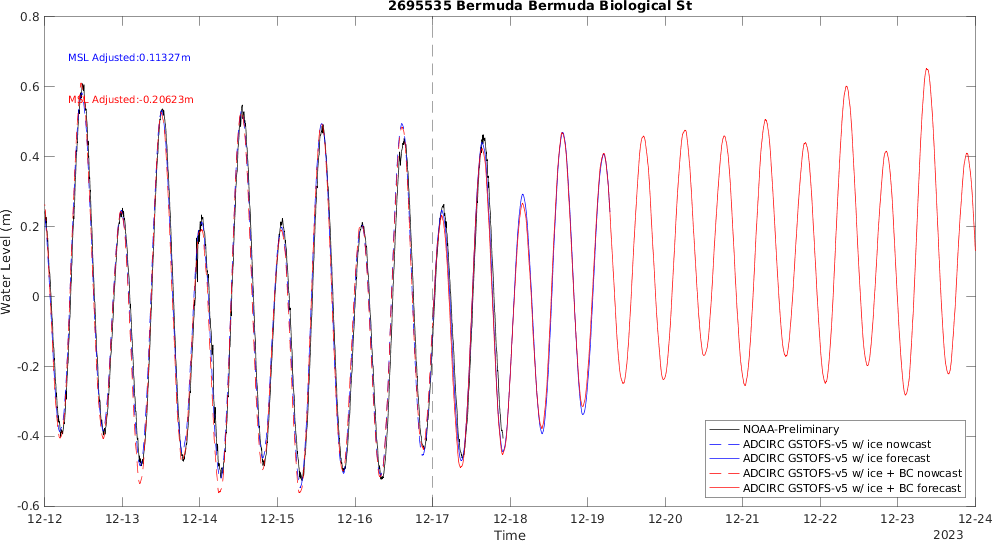 2695535 Bermuda Bermuda Biological St
MSL Adjusted:0.11327m
MSL Adjusted:-0.20623m
Water Level (m)
0.8
0.6
0.4
0.2
0
-0.2
-0.4
-0.6
NOAA-Preliminary
ADCIRC GSTOFS-v5 w/ ice nowcast
ADCIRC GSTOFS-v5 w/ ice forecast
ADCIRC GSTOFS-v5 w/ ice + BC nowcast
ADCIRC GSTOFS-v5 w/ ice + BC forecast
12-12 12-13 12-14 12-15 12-16 12-17 12-18 12-19 12-20 12-21 12-22 12-23 12-24
Time
2023